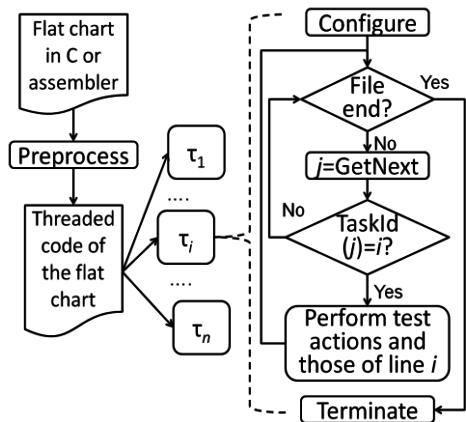 Flat chart
in C or
assembler
Preprocess
Threaded
code of
the flat
chart
τ1
....
τi
....
τn
Configure
File
end?
Yes
No
j=GetNext
No
TaskId
(j)=i?
Yes
Perform test
actions and
those of line i
Terminate